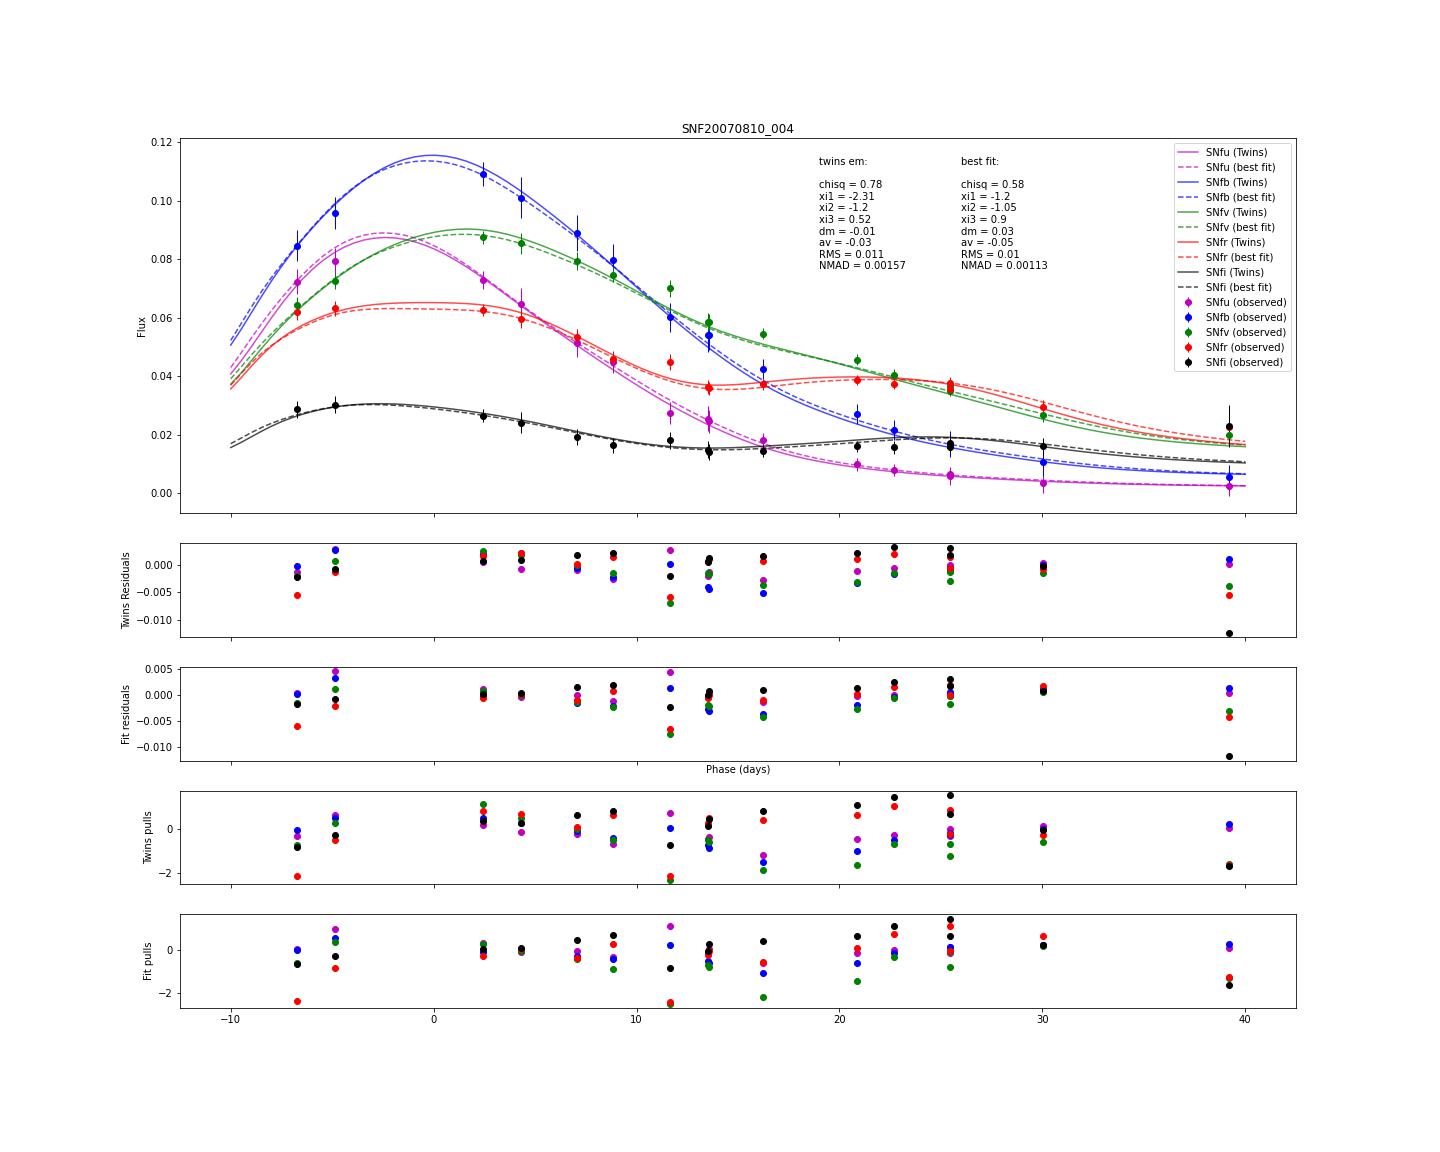 SNF20070810_004
0.12
0.10
0.08
0.06
0.04
0.02
0.00
Flux
twins em:
chisq = 0.78
xi1 = -2.31
xi2 = -1.2
xi3 = 0.52
dm = -0.01
av = -0.03
RMS = 0.011
NMAD = 0.00157
best fit:
chisq = 0.58
xi1 = -1.2
xi2 = -1.05
xi3 = 0.9
dm = 0.03
av = -0.05
RMS = 0.01
NMAD = 0.00113
SNfu (Twins)
SNfu (best fit)
SNfb (Twins)
SNfb (best fit)
SNfv (Twins)
SNfv (best fit)
SNfr (Twins)
SNfr (best fit)
SNfi (Twins)
SNfi (best fit)
SNfu (observed)
SNfb (observed)
SNfv (observed)
SNfr (observed)
SNfi (observed)
0.000
−0.005
−0.010
Twins Residuals
0.005
0.000
−0.005
−0.010
Fit residuals
Phase (days)
0
−2
Twins pulls
0
−2
Fit pulls
−10
0
10
20
30
40